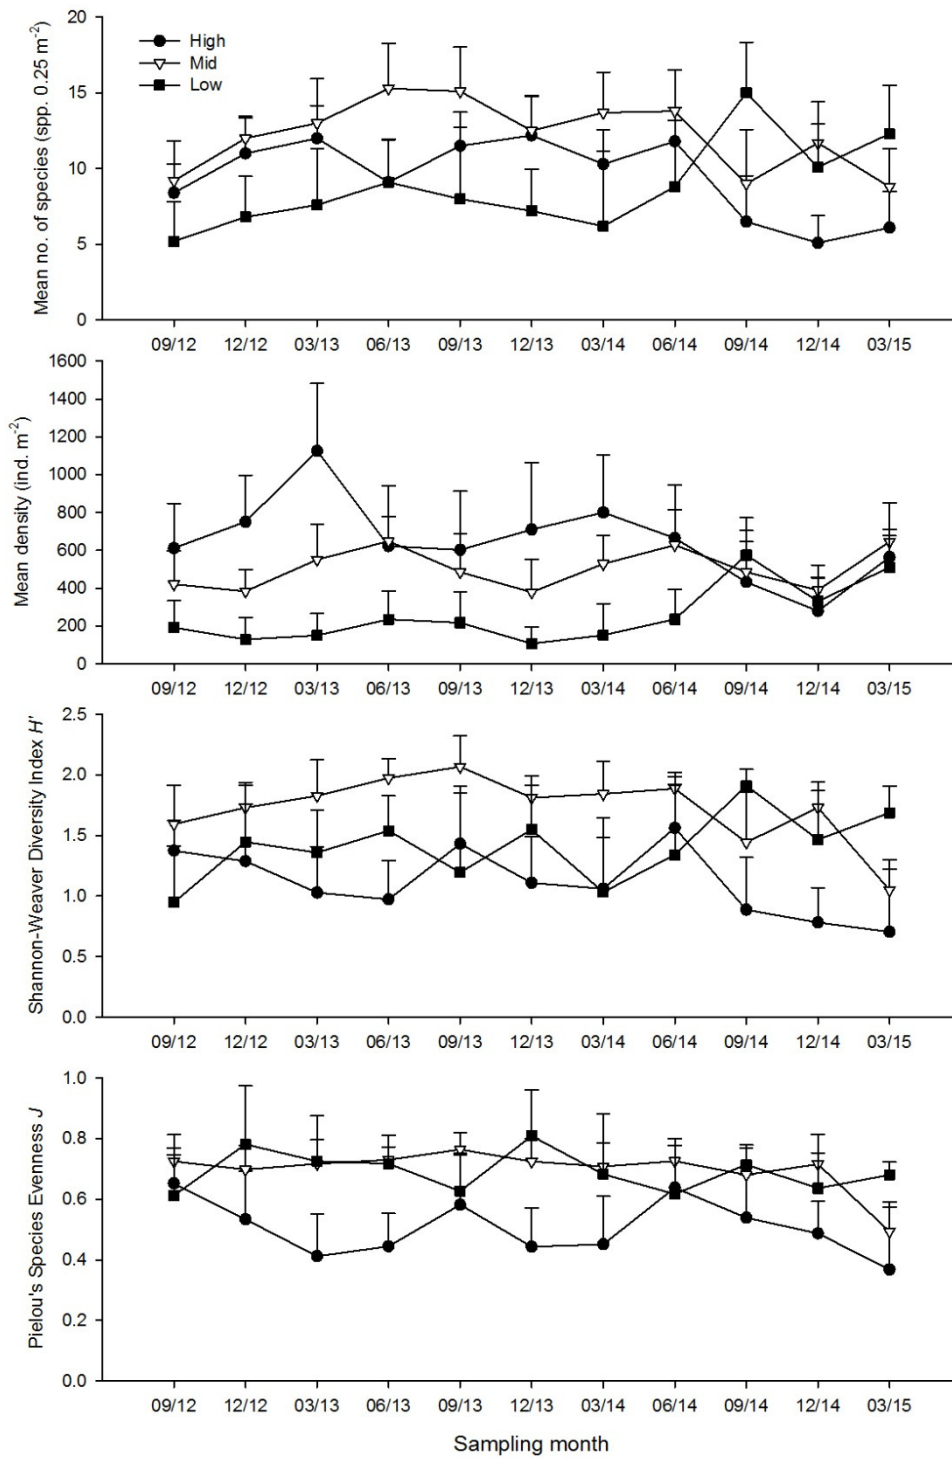 Mean no. of species (spp. 0.25 m⁻²)
20
15
10
5
0
High
Mid
Low
09/12 12/12 03/13 06/13 09/13 12/13 03/14 06/14 09/14 12/14 03/15
Mean density (ind. m⁻²)
1600
1400
1200
1000
800
600
400
200
0
09/12 12/12 03/13 06/13 09/13 12/13 03/14 06/14 09/14 12/14 03/15
Shannon-Weaver Diversity Index H'
2.5
2.0
1.5
1.0
0.5
0.0
09/12 12/12 03/13 06/13 09/13 12/13 03/14 06/14 09/14 12/14 03/15
Pielou's Species Evenness J
1.0
0.8
0.6
0.4
0.2
0.0
09/12 12/12 03/13 06/13 09/13 12/13 03/14 06/14 09/14 12/14 03/15
Sampling month